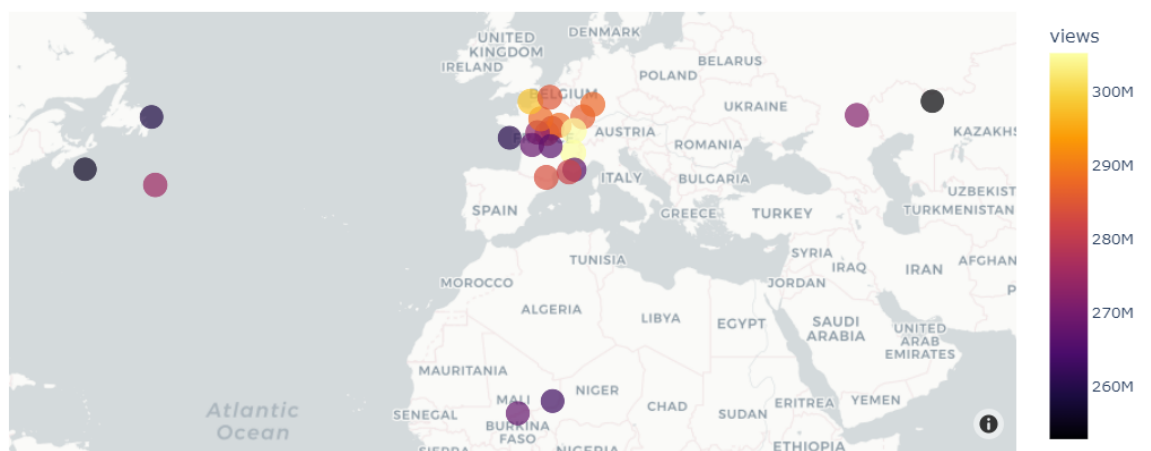 views
300M
290M
280M
270M
260M
DENMARK
UNITED
KINGDOM
IRELAND
BELARUS
POLAND
BELGIUM
UKRAINE
AUSTRIA
KAZAKHS
ROMANIA
ITALY
BULGARIA
UZBEKIST
SPAIN
GREECE
TURKEY
TURKMENISTAN
TUNISIA
SYRIA
IRAQ
IRAN
AFGHAN
MOROCCO
JORDAN
P
ALGERIA
LIBYA
EGYPT
SAUDI
ARABIA
UNITED
ARAB
EMIRATES
MAURITANIA
NIGER
MALI
CHAD
SUDAN
ERITREA
YEMEN
Atlantic
Ocean
SENEGAL
BURKINA
FASO
NIGERIA
ETHIOPIA
i